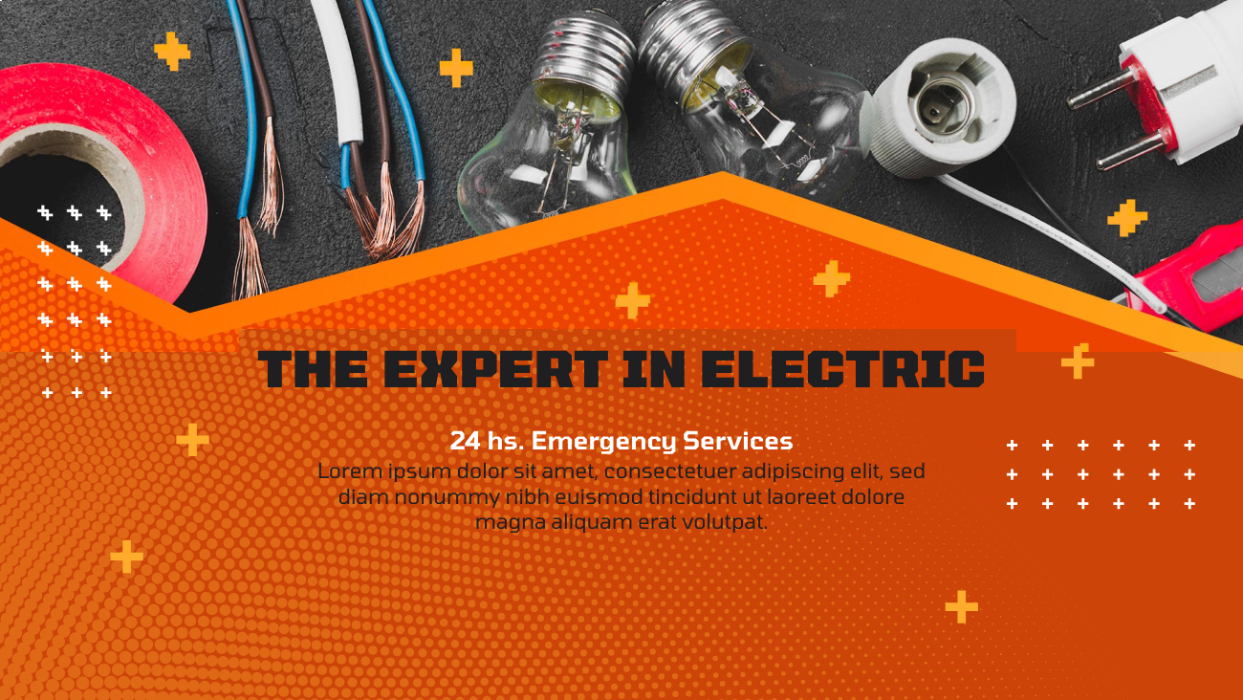 THE EXPERT IN ELECTRIC
24 hs. Emergency Services
Lorem ipsum dolor sit amet, consectetuer adipiscing elit, sed
diam nonummy nibh euismod tincidunt ut laoreet dolore
magna aliquam erat volutpat.